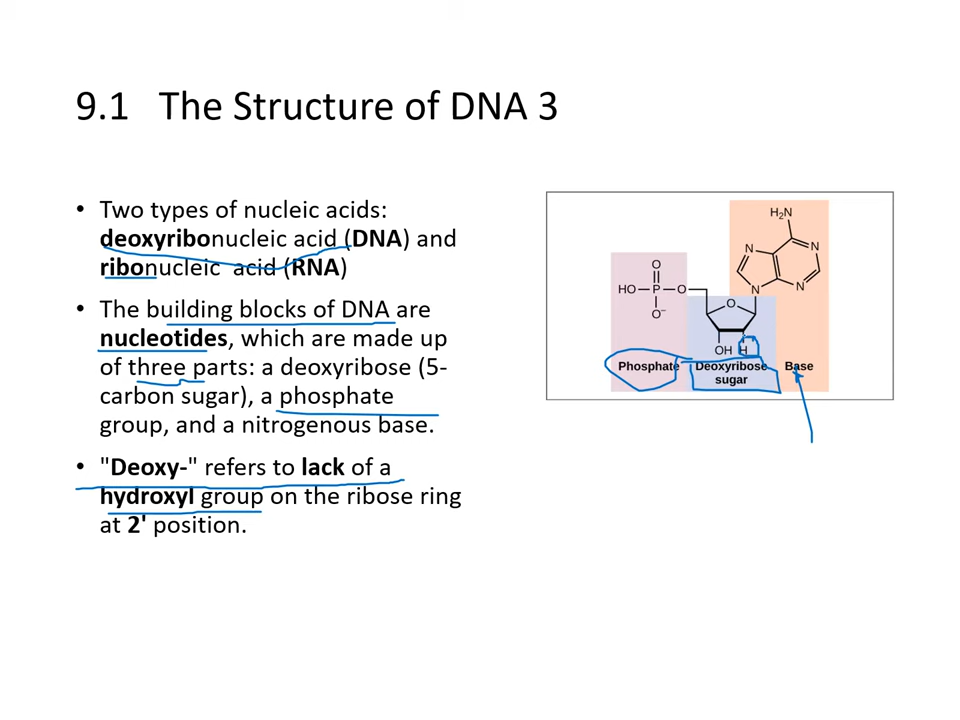 9.1 The Structure of DNA 3
• Two types of nucleic acids:
deoxyribonucleic acid (DNA) and
ribonucleic acid (RNA)
• The building blocks of DNA are
nucleotides, which are made up
of three parts: a deoxyribose (5-
carbon sugar), a phosphate
group, and a nitrogenous base.
• "Deoxy-" refers to lack of a
hydroxyl group on the ribose ring
at 2' position.
H₂N
N N
O
HO P O N N
O⁻ O
OH H
Phosphate Deoxyribose Base
sugar